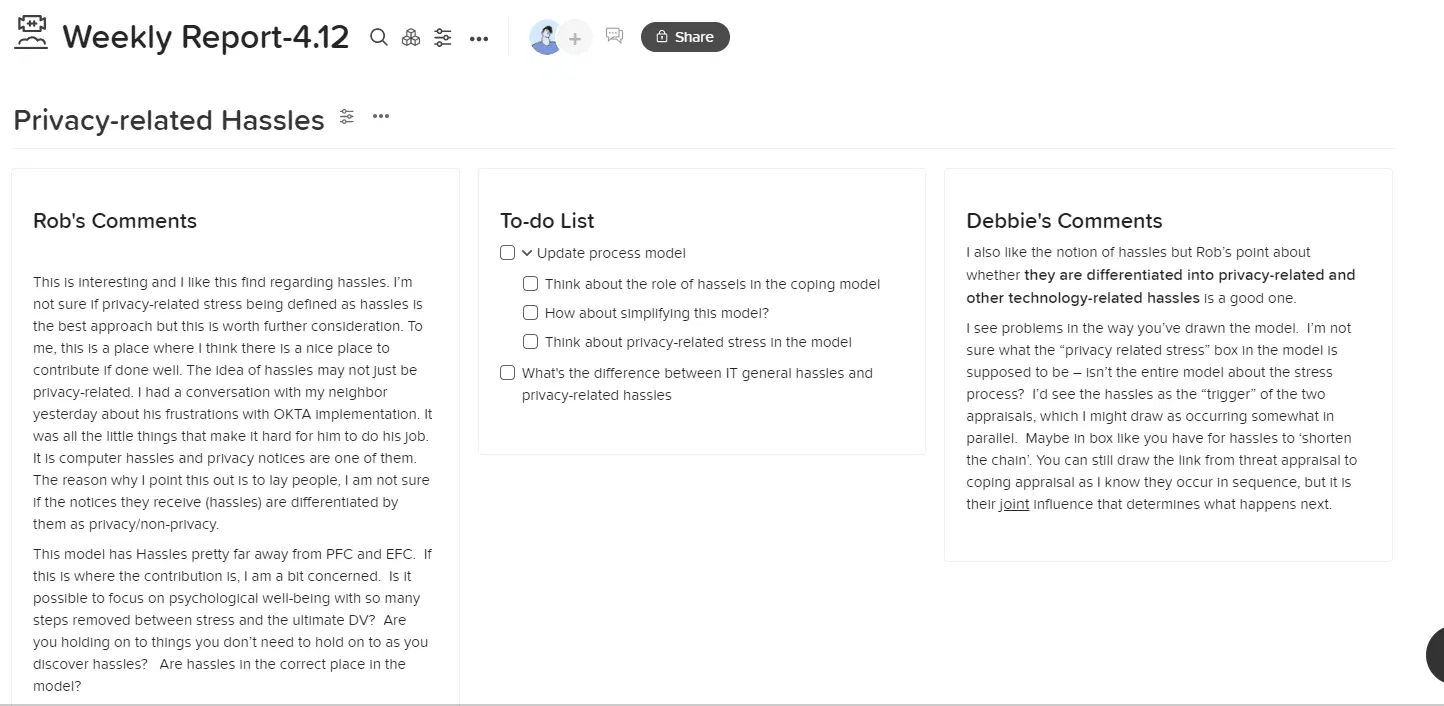 Weekly Report-4.12
Share
Privacy-related Hassles
Rob's Comments
This is interesting and I like this find regarding hassles. I'm
not sure if privacy-related stress being defined as hassles is
the best approach but this is worth further consideration. To
me, this is a place where I think there is a nice place to
contribute if done well. The idea of hassles may not just be
privacy-related. I had a conversation with my neighbor
yesterday about his frustrations with OKTA implementation. It
was all the little things that make it hard for him to do his job.
It is computer hassles and privacy notices are one of them.
The reason why I point this out is to lay people, I am not sure
if the notices they receive (hassles) are differentiated by
them as privacy/non-privacy.
This model has Hassles pretty far away from PFC and EFC. If
this is where the contribution is, I am a bit concerned. Is it
possible to focus on psychological well-being with so many
steps removed between stress and the ultimate DV? Are
you holding on to things you don't need to hold on to as you
discover hassles? Are hassles in the correct place in the
model?
To-do List
Update process model
Think about the role of hassels in the coping model
How about simplifying this model?
Think about privacy-related stress in the model
What's the difference between IT general hassles and
privacy-related hassles
Debbie's Comments
I also like the notion of hassles but Rob's point about
whether they are differentiated into privacy-related and
other technology-related hassles is a good one.
I see problems in the way you've drawn the model. I'm not
sure what the “privacy related stress” box in the model is
supposed to be – isn't the entire model about the stress
process? I'd see the hassles as the “trigger” of the two
appraisals, which I might draw as occurring somewhat in
parallel. Maybe in box like you have for hassles to ‘shorten
the chain’. You can still draw the link from threat appraisal to
coping appraisal as I know they occur in sequence, but it is
their joint influence that determines what happens next.